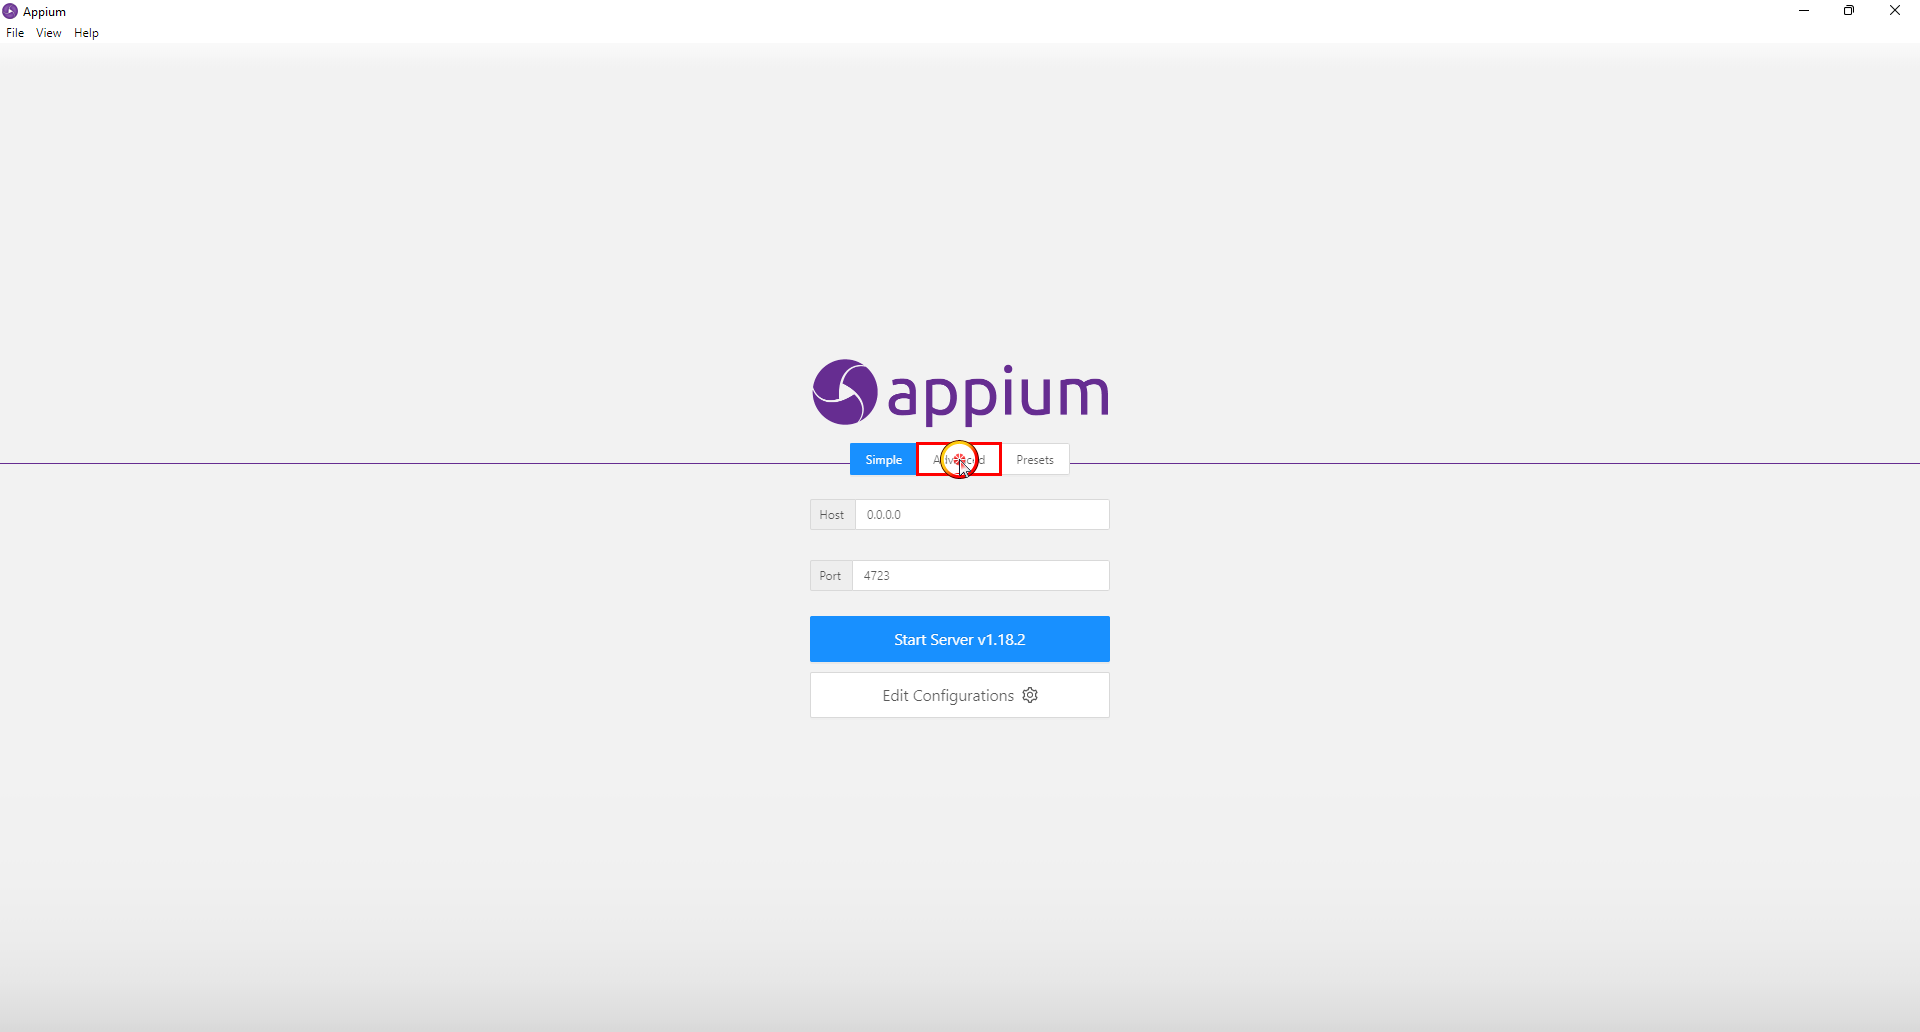 Appium
File View Help
appium
Simple Advanced Presets
Host 0.0.0.0
Port 4723
Start Server v1.18.2
Edit Configurations